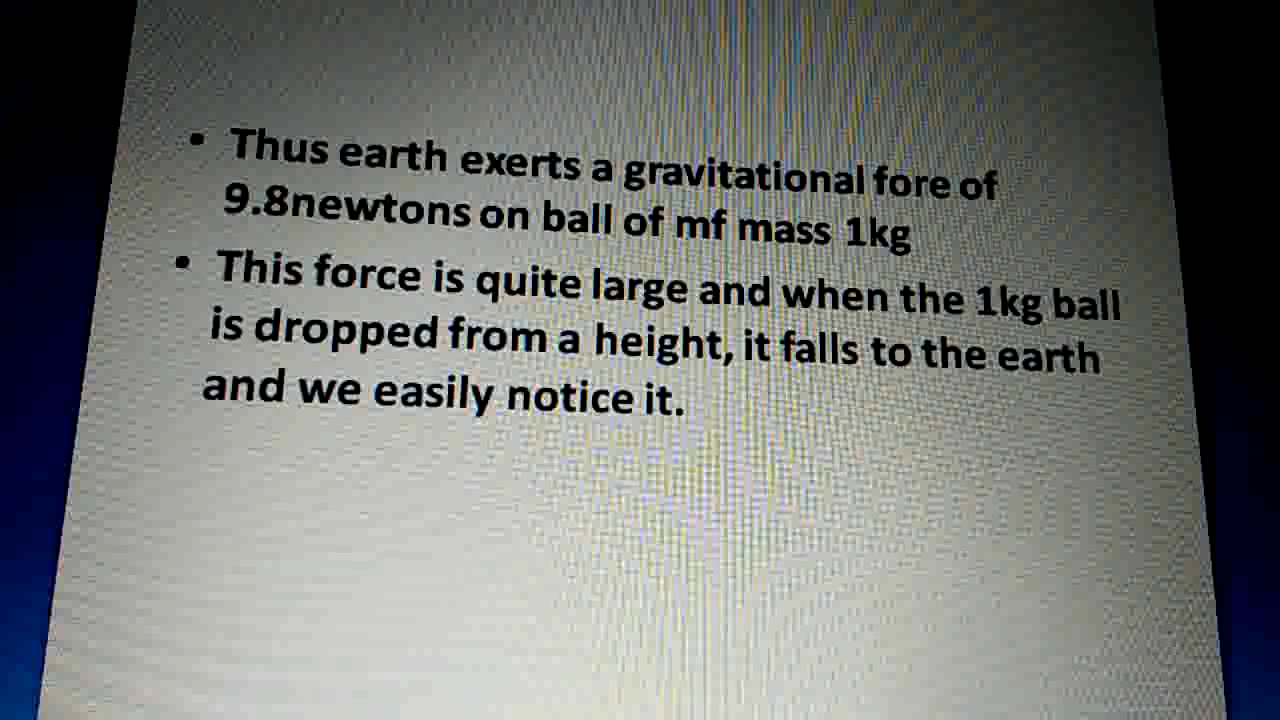 • Thus earth exerts a gravitational fore of
9.8newtons on ball of mf mass 1kg
• This force is quite large and when the 1kg ball
is dropped from a height, it falls to the earth
and we easily notice it.